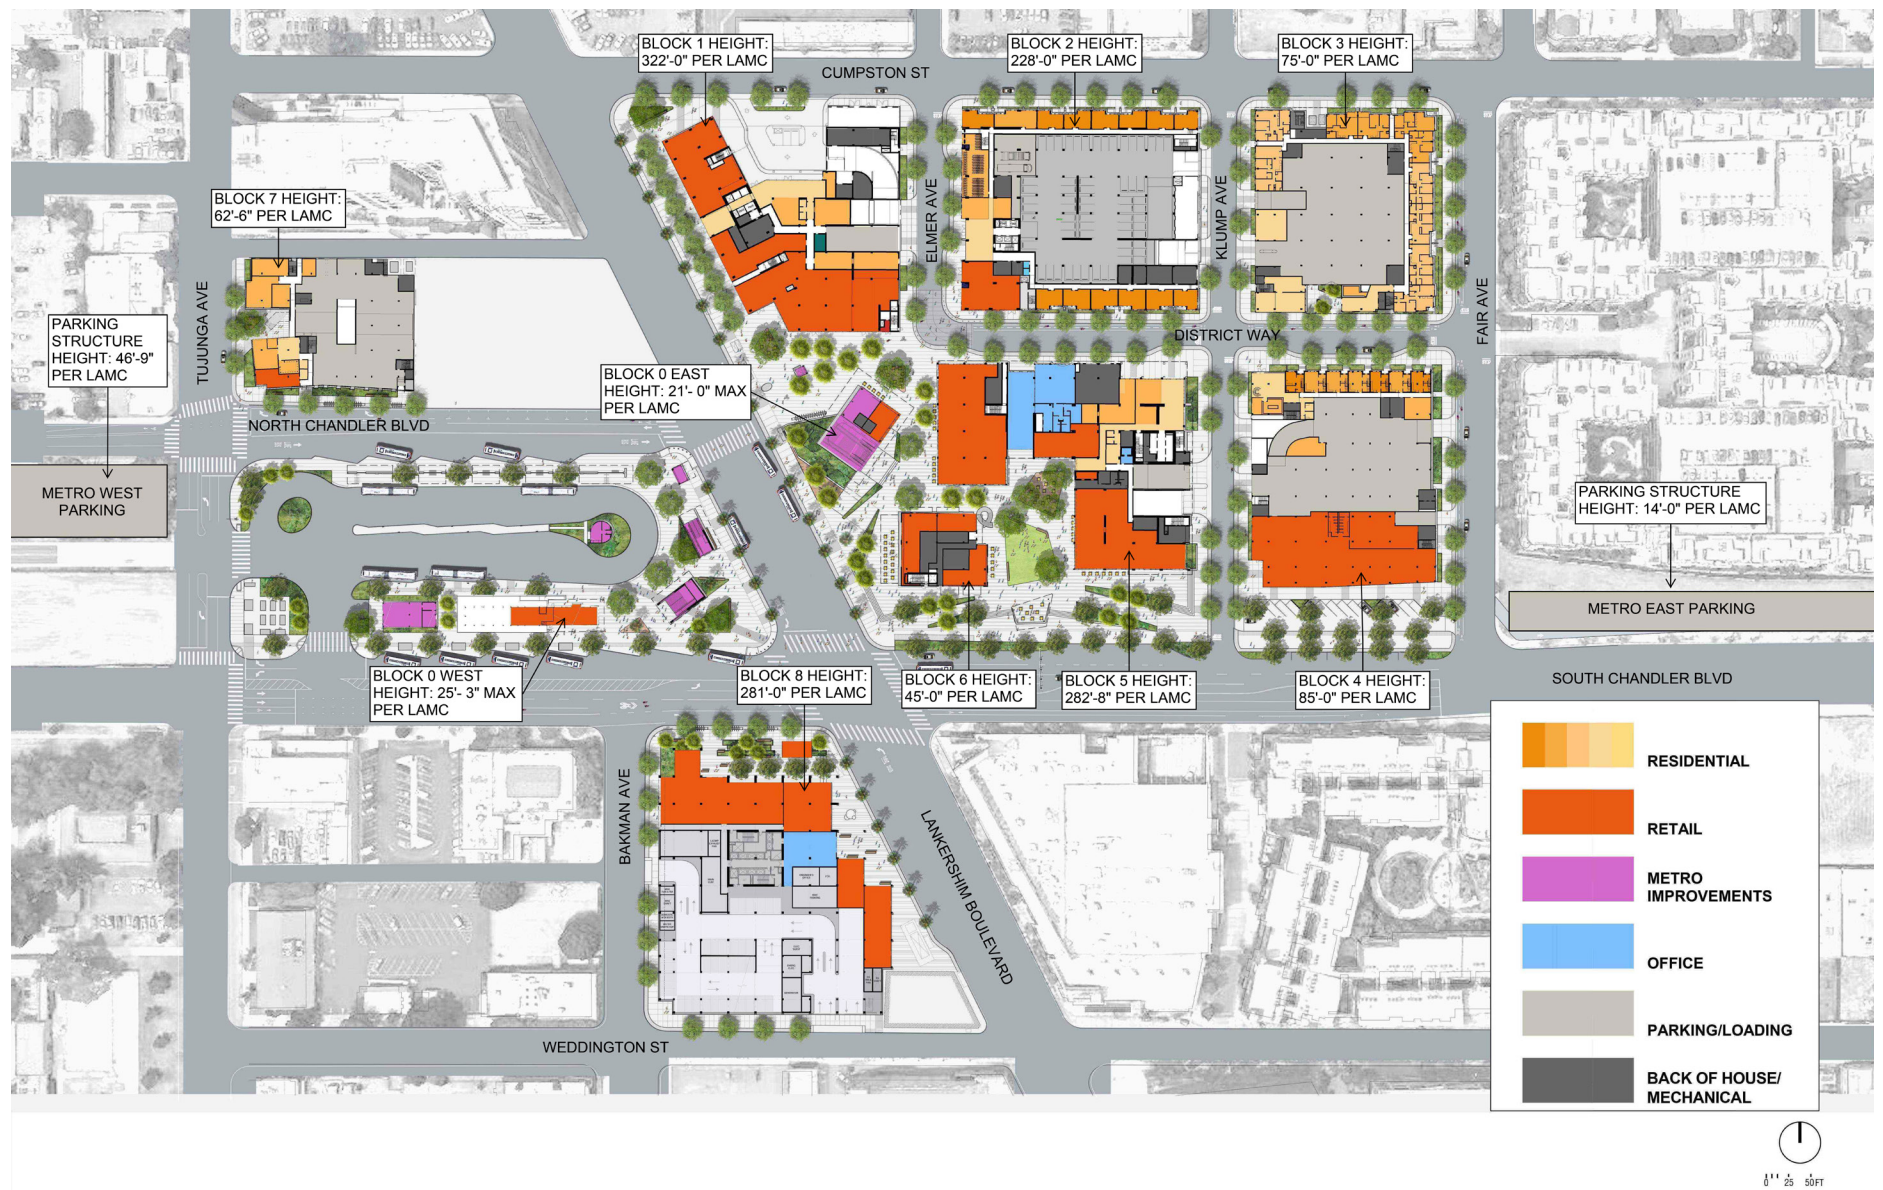 BLOCK 1 HEIGHT:
322'-0" PER LAMC
BLOCK 2 HEIGHT:
228'-0" PER LAMC
BLOCK 3 HEIGHT:
75'-0" PER LAMC
CUMPSTON ST
BLOCK 7 HEIGHT:
62'-6" PER LAMC
ELMER AVE
KLUMP AVE
TUJUNGA AVE
FAIR AVE
PARKING
STRUCTURE
HEIGHT: 46'-9"
PER LAMC
DISTRICT WAY
BLOCK 0 EAST
HEIGHT: 21'- 0" MAX
PER LAMC
NORTH CHANDLER BLVD
METRO WEST
PARKING
PARKING STRUCTURE
HEIGHT: 14'-0" PER LAMC
METRO EAST PARKING
BLOCK 0 WEST
HEIGHT: 25'- 3" MAX
PER LAMC
BLOCK 8 HEIGHT:
281'-0" PER LAMC
BLOCK 6 HEIGHT:
45'-0" PER LAMC
BLOCK 5 HEIGHT:
282'-8" PER LAMC
BLOCK 4 HEIGHT:
85'-0" PER LAMC
SOUTH CHANDLER BLVD
BAKMAN AVE
LANKERSHIM BOULEVARD
WEDDINGTON ST
RESIDENTIAL
RETAIL
METRO
IMPROVEMENTS
OFFICE
PARKING/LOADING
BACK OF HOUSE/
MECHANICAL
0 25 50FT